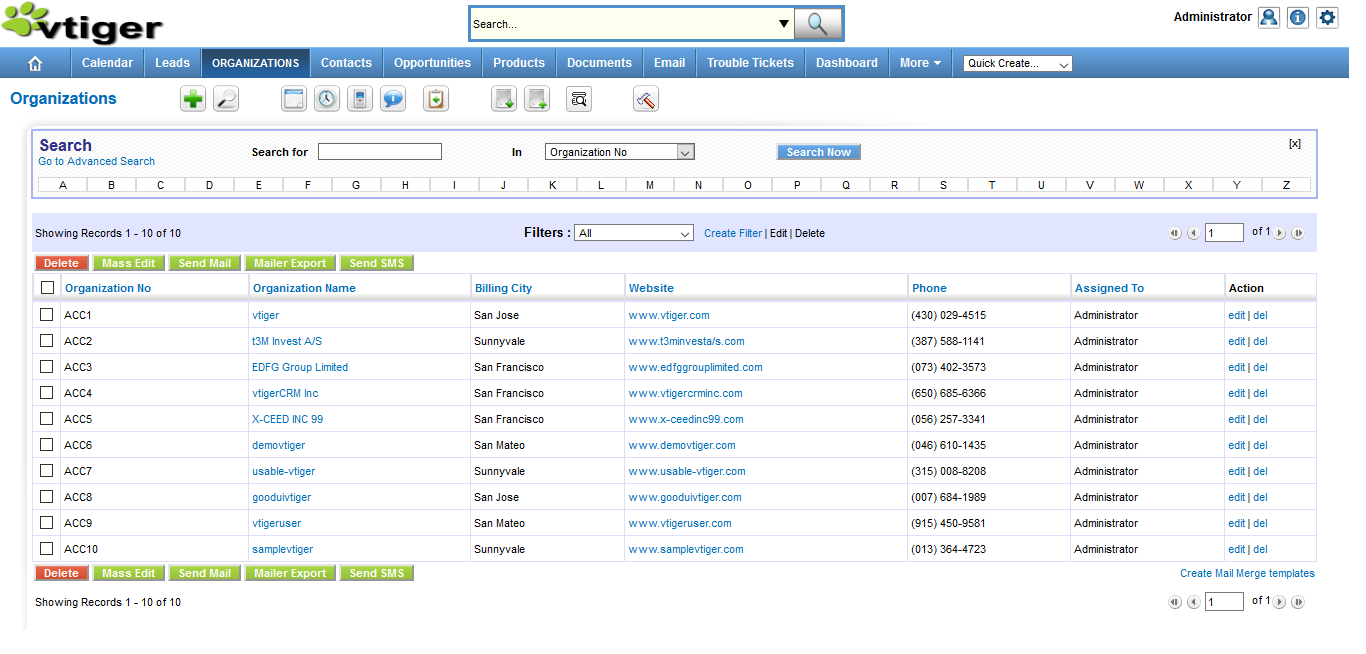 vtiger
Search...
Administrator
Calendar Leads ORGANIZATIONS Contacts Opportunities Products Documents Email Trouble Tickets Dashboard More Quick Create...
Organizations
Search
Go to Advanced Search
Search for In Organization No Search Now [x]
A B C D E F G H I J K L M N O P Q R S T U V W X Y Z
Showing Records 1 - 10 of 10 Filters : All Create Filter | Edit | Delete 1 of 1
Delete Mass Edit Send Mail Mailer Export Send SMS
Organization No Organization Name Billing City Website Phone Assigned To Action
ACC1 vtiger San Jose www.vtiger.com (430) 029-4515 Administrator edit | del
ACC2 t3M Invest A/S Sunnyvale www.t3minvesta/s.com (387) 588-1141 Administrator edit | del
ACC3 EDFG Group Limited San Francisco www.edfggrouplimited.com (073) 402-3573 Administrator edit | del
ACC4 vtigerCRM Inc San Francisco www.vtigercrminc.com (650) 685-6366 Administrator edit | del
ACC5 X-CEED INC 99 San Francisco www.x-ceedinc99.com (056) 257-3341 Administrator edit | del
ACC6 demovtiger San Mateo www.demovtiger.com (046) 610-1435 Administrator edit | del
ACC7 usable-vtiger Sunnyvale www.usable-vtiger.com (315) 008-8208 Administrator edit | del
ACC8 gooduivtiger San Jose www.gooduivtiger.com (007) 684-1989 Administrator edit | del
ACC9 vtigeruser San Mateo www.vtigeruser.com (915) 450-9581 Administrator edit | del
ACC10 samplevtiger Sunnyvale www.samplevtiger.com (013) 364-4723 Administrator edit | del
Delete Mass Edit Send Mail Mailer Export Send SMS Create Mail Merge templates
Showing Records 1 - 10 of 10 1 of 1